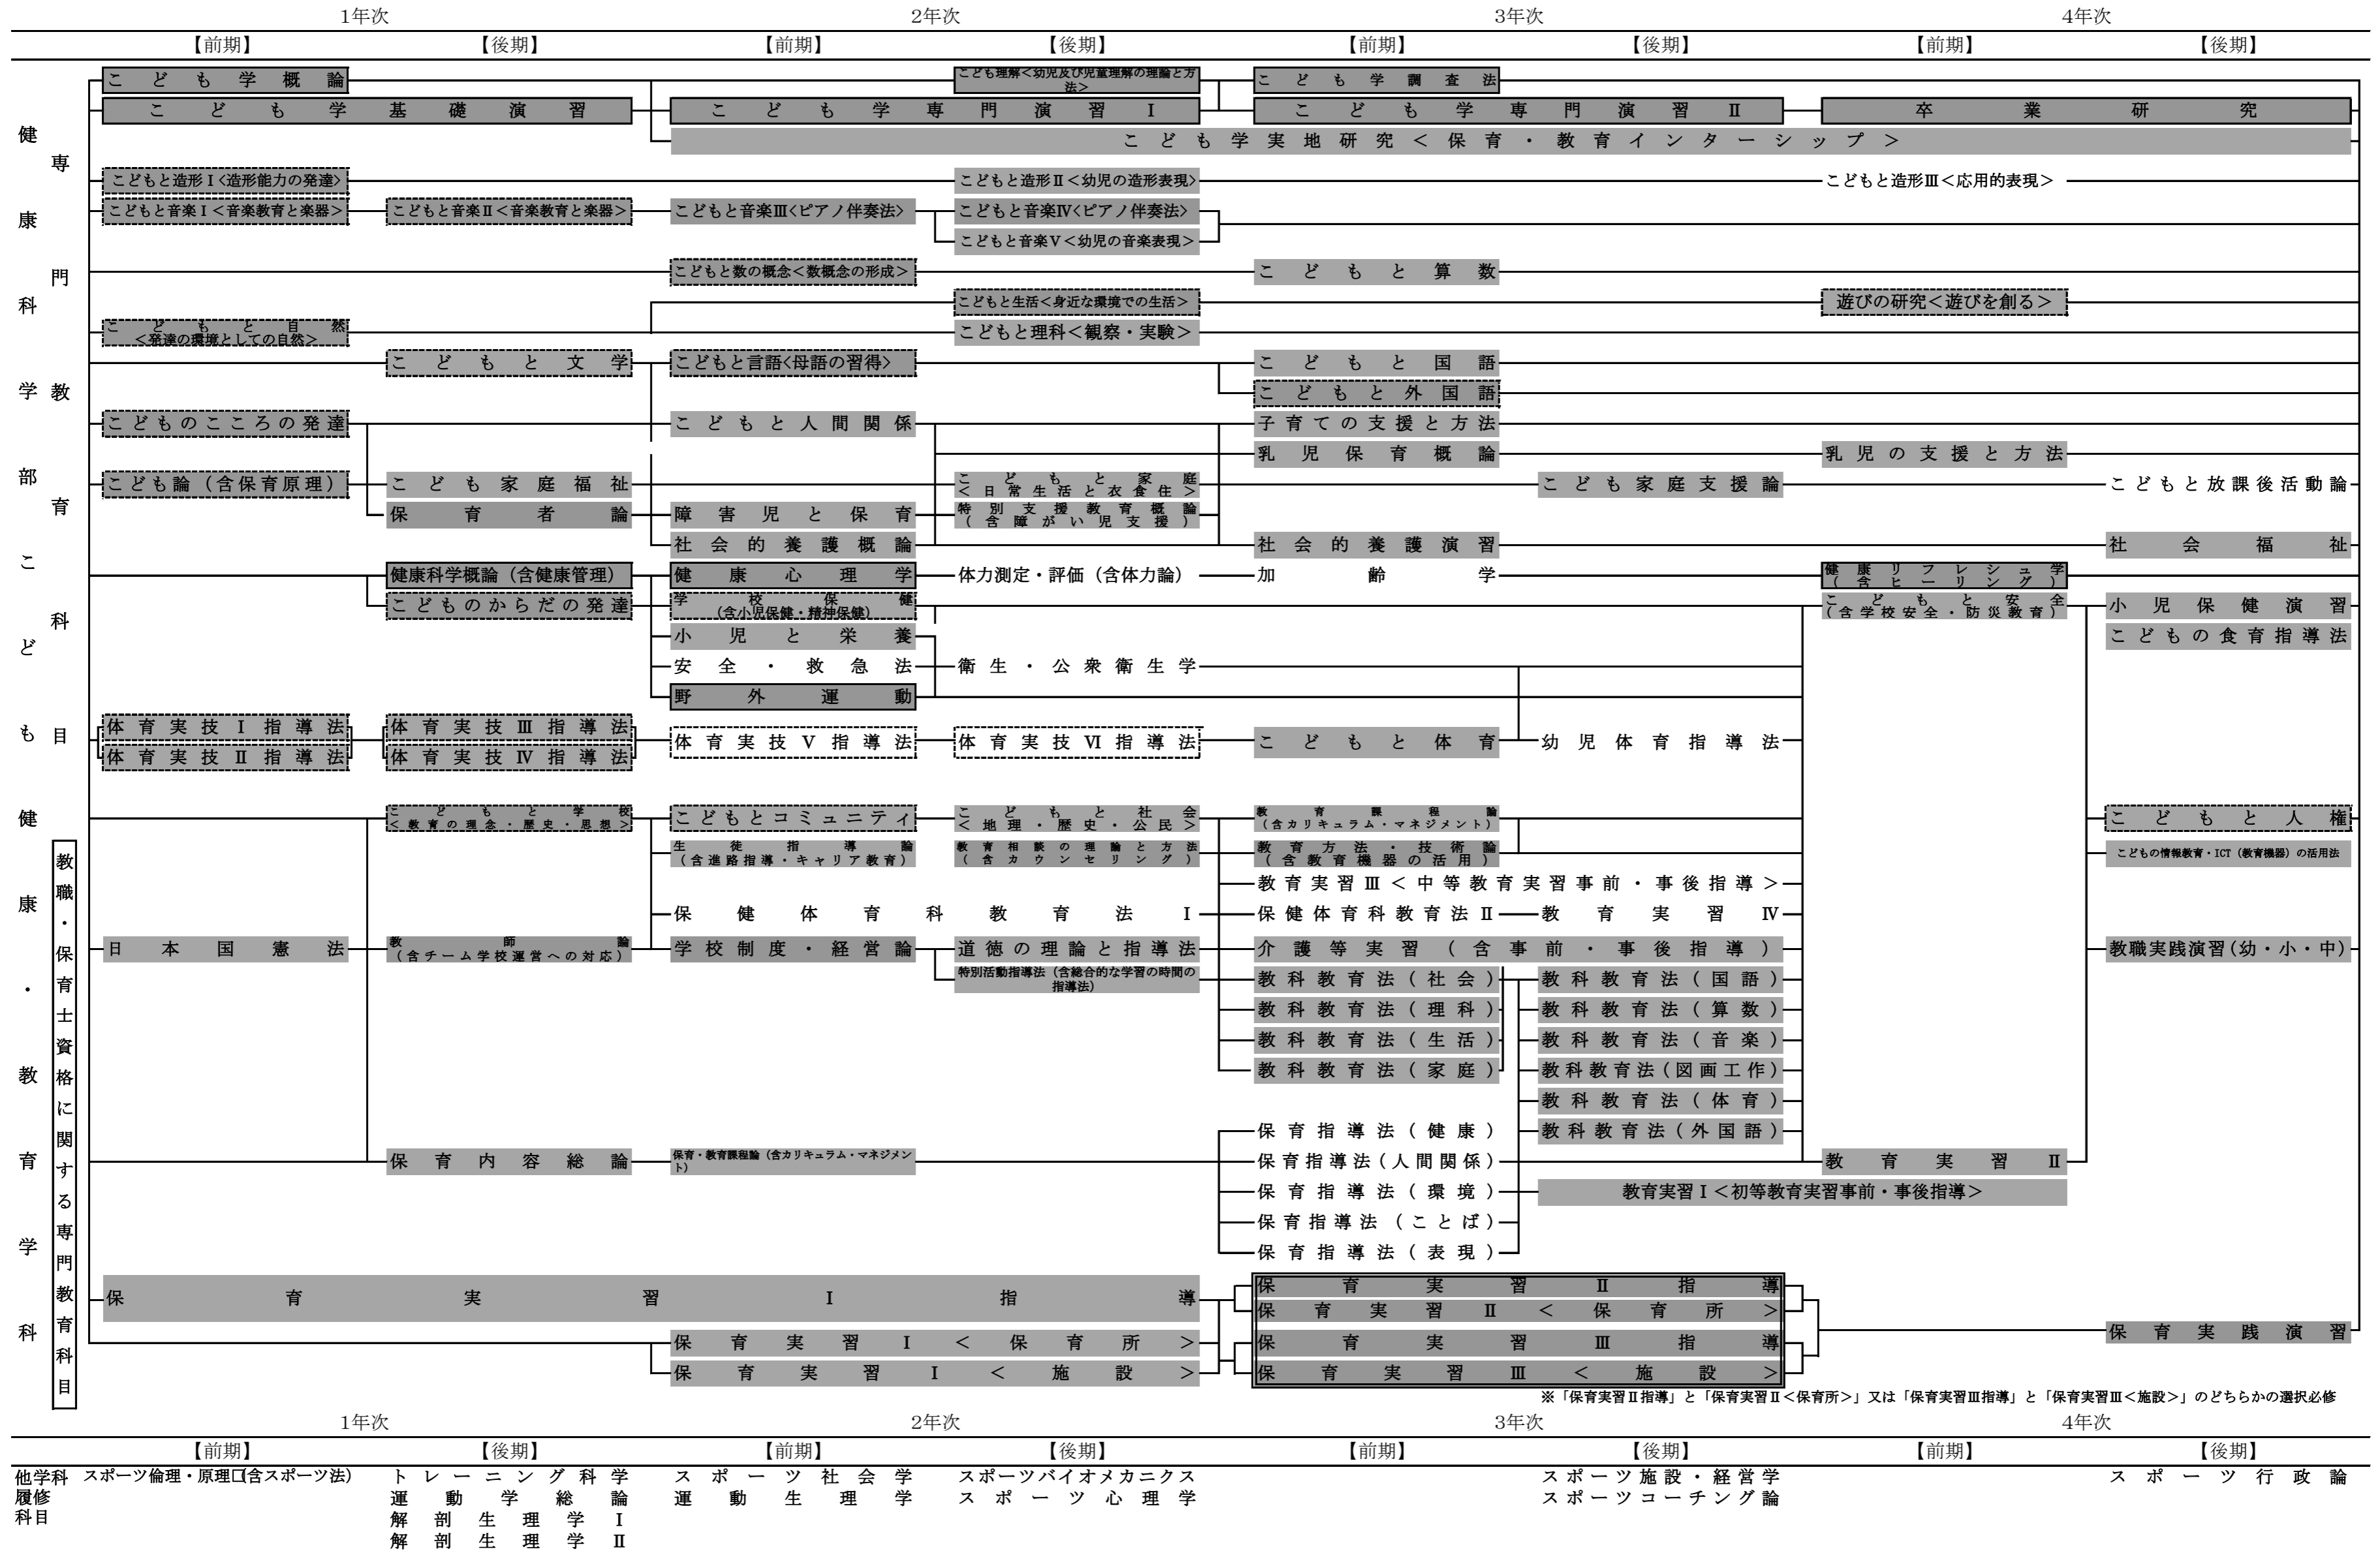 1年次 2年次 3年次 4年次
【前期】 【後期】 【前期】 【後期】 【前期】 【後期】 【前期】 【後期】
健康科学部こども健康・教育学科
専門教育科目
教職・保育士資格に関する専門教育科目
こども学概論 こども理解＜幼児及び児童理解の理論と方 こども学調査法
法＞
こども学基礎演習 こども学専門演習Ⅰ こども学専門演習Ⅱ 卒業研究
こども学実地研究＜保育・教育インターシップ＞
こどもと造形Ⅰ＜造形能力の発達＞ こどもと造形Ⅱ＜幼児の造形表現＞ こどもと造形Ⅲ＜応用的表現＞
こどもと音楽Ⅰ＜音楽教育と楽器＞ こどもと音楽Ⅱ＜音楽教育と楽器＞ こどもと音楽Ⅲ＜ピアノ伴奏法＞ こどもと音楽Ⅳ＜ピアノ伴奏法＞
こどもと音楽Ⅴ＜幼児の音楽表現＞
こどもと数の概念＜数概念の形成＞ こどもと算数
こどもと生活＜身近な環境での生活＞ 遊びの研究＜遊びを創る＞
こどもと自然
＜発達の環境としての自然＞ こどもと理科＜観察・実験＞
こどもと文学 こどもと言語＜母語の習得＞ こどもと国語
こどもと外国語
こどものこころの発達 こどもと人間関係 子育ての支援と方法
乳児保育概論 乳児の支援と方法
こども論（含保育原理） こども家庭福祉 こどもと家庭 こども家庭支援論 こどもと放課後活動論
＜日常生活と衣食住＞
保育者論 障害児と保育 特別支援教育概論
（含障がい児支援）
社会的養護概論 社会的養護演習 社会福祉
健康科学概論（含健康管理） 健康心理学 体力測定・評価（含体力論） 加齢学 健康リフレシュ学
（含ヒーリング）
こどものからだの発達 学校保健 こどもと安全 小児保健演習
（含小児保健・精神保健） （含学校安全・防災教育）
小児と栄養 こどもの食育指導法
安全・救急法 衛生・公衆衛生学
野外運動
体育実技Ⅰ指導法 体育実技Ⅲ指導法
体育実技Ⅴ指導法 体育実技Ⅵ指導法 こどもと体育 幼児体育指導法
体育実技Ⅱ指導法 体育実技Ⅳ指導法
こどもと学校 こどもとコミュニティ こどもと社会 教育課程論 こどもと人権
＜教育の理念・歴史・思想＞ ＜地理・歴史・公民＞ （含カリキュラム・マネジメント）
生徒指導論 教育相談の理論と方法 教育方法・技術論 こどもの情報教育・ICT（教育機器）の活用法
（含進路指導・キャリア教育） （含カウンセリング） （含教育機器の活用）
教育実習Ⅲ＜中等教育実習事前・事後指導＞
保健体育科教育法Ⅰ 保健体育科教育法Ⅱ 教育実習Ⅳ
日本国憲法 教師論 学校制度・経営論 道徳の理論と指導法 介護等実習（含事前・事後指導） 教職実践演習(幼・小・中)
（含チーム学校運営への対応）
特別活動指導法（含総合的な学習の時間の 教科教育法(社会) 教科教育法(国語)
指導法）
教科教育法(理科) 教科教育法(算数)
教科教育法(生活) 教科教育法(音楽)
教科教育法(家庭) 教科教育法(図画工作)
教科教育法(体育)
保育指導法(健康) 教科教育法(外国語)
保育内容総論 保育・教育課程論（含カリキュラム・マネジメン 保育指導法(人間関係) 教育実習Ⅱ
ト）
保育指導法(環境) 教育実習Ⅰ＜初等教育実習事前・事後指導＞
保育指導法(ことば)
保育指導法(表現)
保育実習Ⅰ指導 保育実習Ⅱ指導
保育実習Ⅱ＜保育所＞
保育実習Ⅰ＜保育所＞ 保育実習Ⅲ指導 保育実践演習
保育実習Ⅰ＜施設＞ 保育実習Ⅲ＜施設＞
※「保育実習Ⅱ指導」と「保育実習Ⅱ＜保育所＞」又は「保育実習Ⅲ指導」と「保育実習Ⅲ＜施設＞」のどちらかの選択必修
1年次 2年次 3年次 4年次
【前期】 【後期】 【前期】 【後期】 【前期】 【後期】 【前期】 【後期】
他学科 スポーツ倫理・原理□(含スポーツ法) トレーニング科学 スポーツ社会学 スポーツバイオメカニクス スポーツ施設・経営学 スポーツ行政論
履修 運動学総論 運動生理学 スポーツ心理学 スポーツコーチング論
科目 解剖生理学Ⅰ
解剖生理学Ⅱ